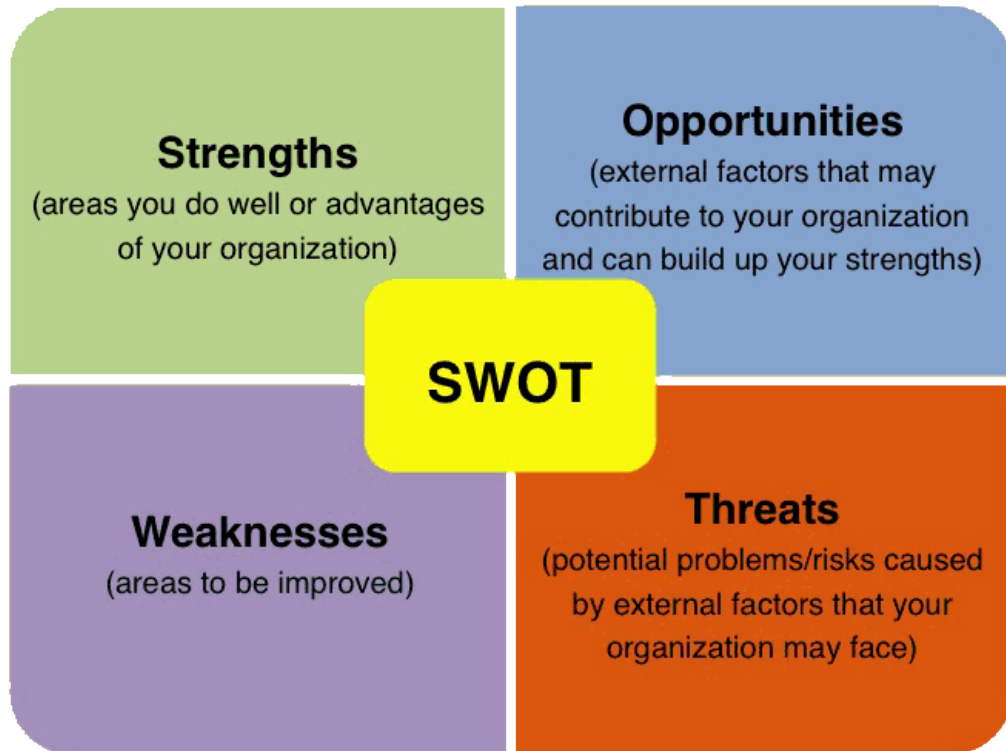 Strengths
(areas you do well or advantages
of your organization)
Opportunities
(external factors that may
contribute to your organization
and can build up your strengths)
SWOT
Weaknesses
(areas to be improved)
Threats
(potential problems/risks caused
by external factors that your
organization may face)